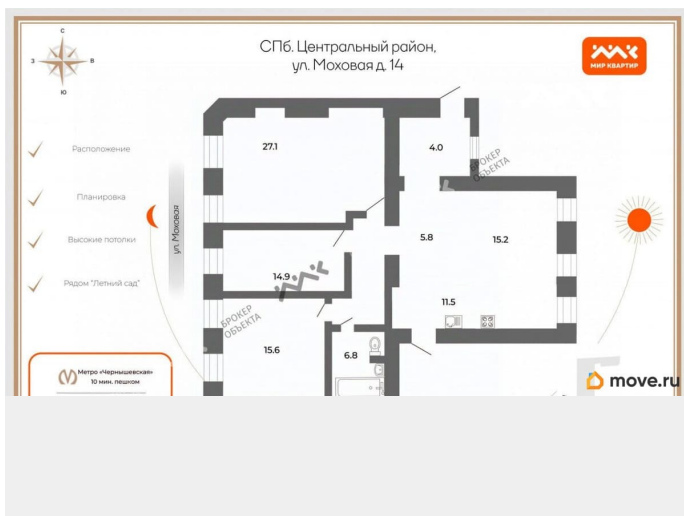 С
З
В
Ю
СПб. Центральный район,
ул. Моховая д. 14
МИР КВАРТИР
Расположение
Планировка
Высокие потолки
Рядом "Летний сад"
ул. Моховая
27.1
4.0
БРОКЕР
ОБЪЕКТА
5.8
15.2
14.9
11.5
БРОКЕР
ОБЪЕКТА
15.6
6.8
Метро «Чернышевская»
10 мин. пешком
move.ru